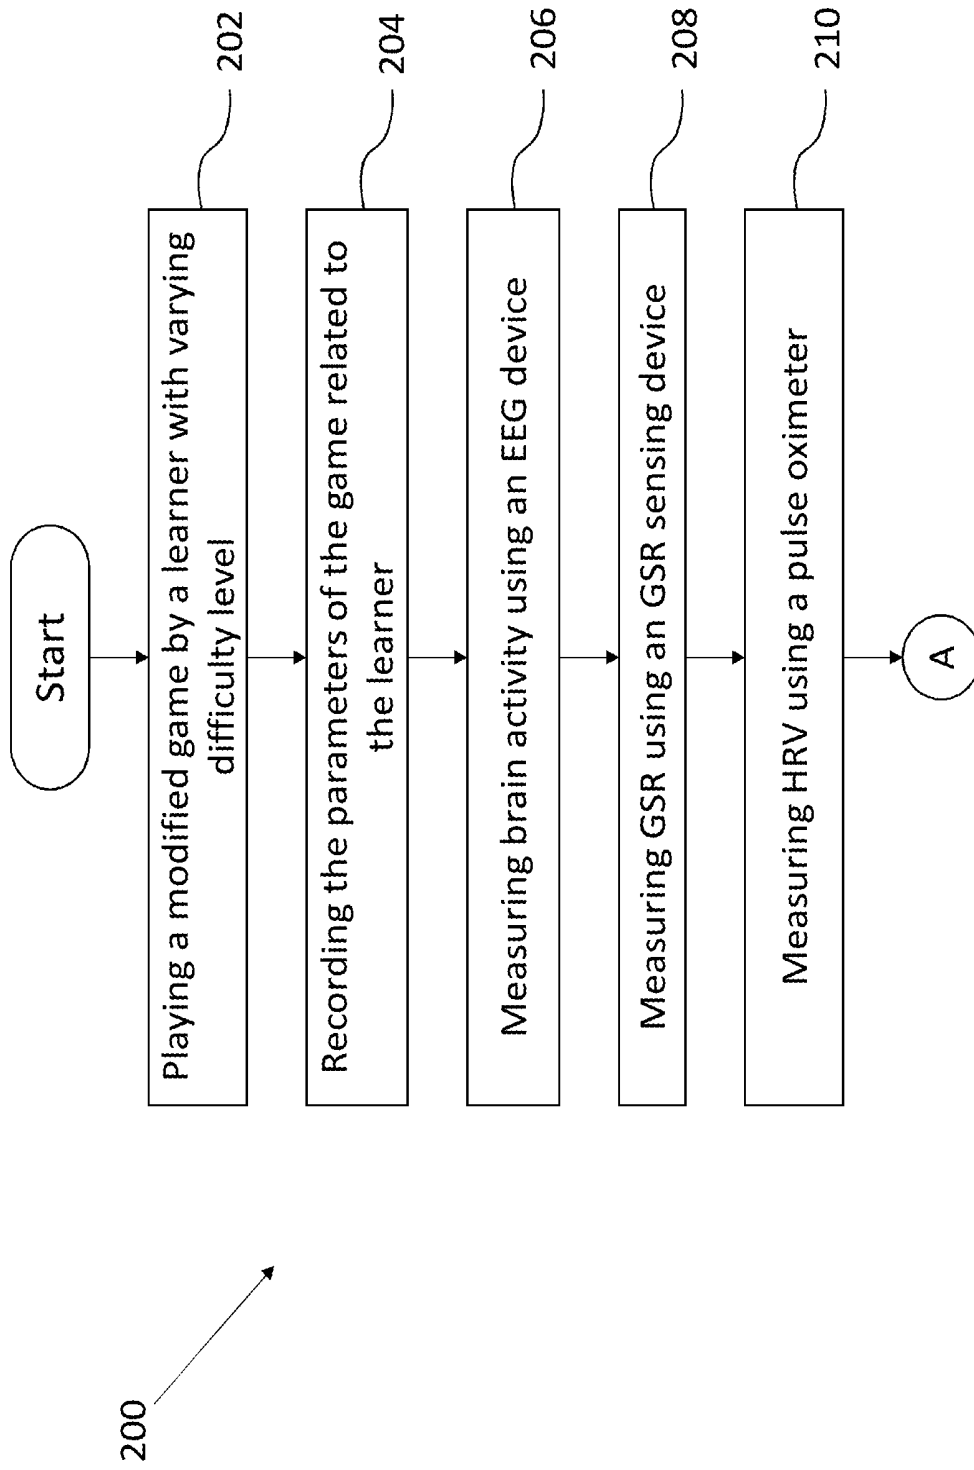 200
Start
Playing a modified game by a learner with varying
difficulty level
202
Recording the parameters of the game related to
the learner
204
Measuring brain activity using an EEG device
206
Measuring GSR using an GSR sensing device
208
Measuring HRV using a pulse oximeter
210
A